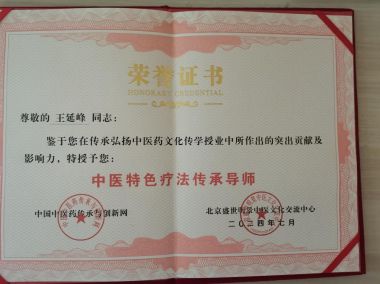 荣誉证书
HONORARY CREDENTIAL
尊敬的 王延峰 同志：
鉴于您在传承弘扬中医药文化传学授业中所作出的突出贡献及
影响力，特授予您：
中医特色疗法传承导师
中国中医药传承与创新网
北京盛世明景中医文化交流中心
二〇二四年七月